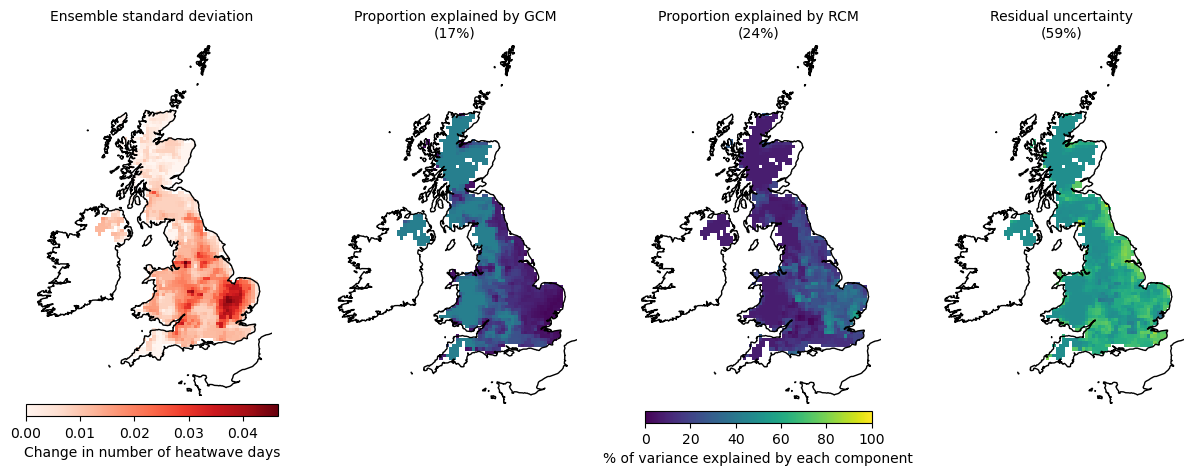 Ensemble standard deviation
Proportion explained by GCM
(17%)
Proportion explained by RCM
(24%)
Residual uncertainty
(59%)
0.00 0.01 0.02 0.03 0.04
Change in number of heatwave days
0 20 40 60 80 100
% of variance explained by each component